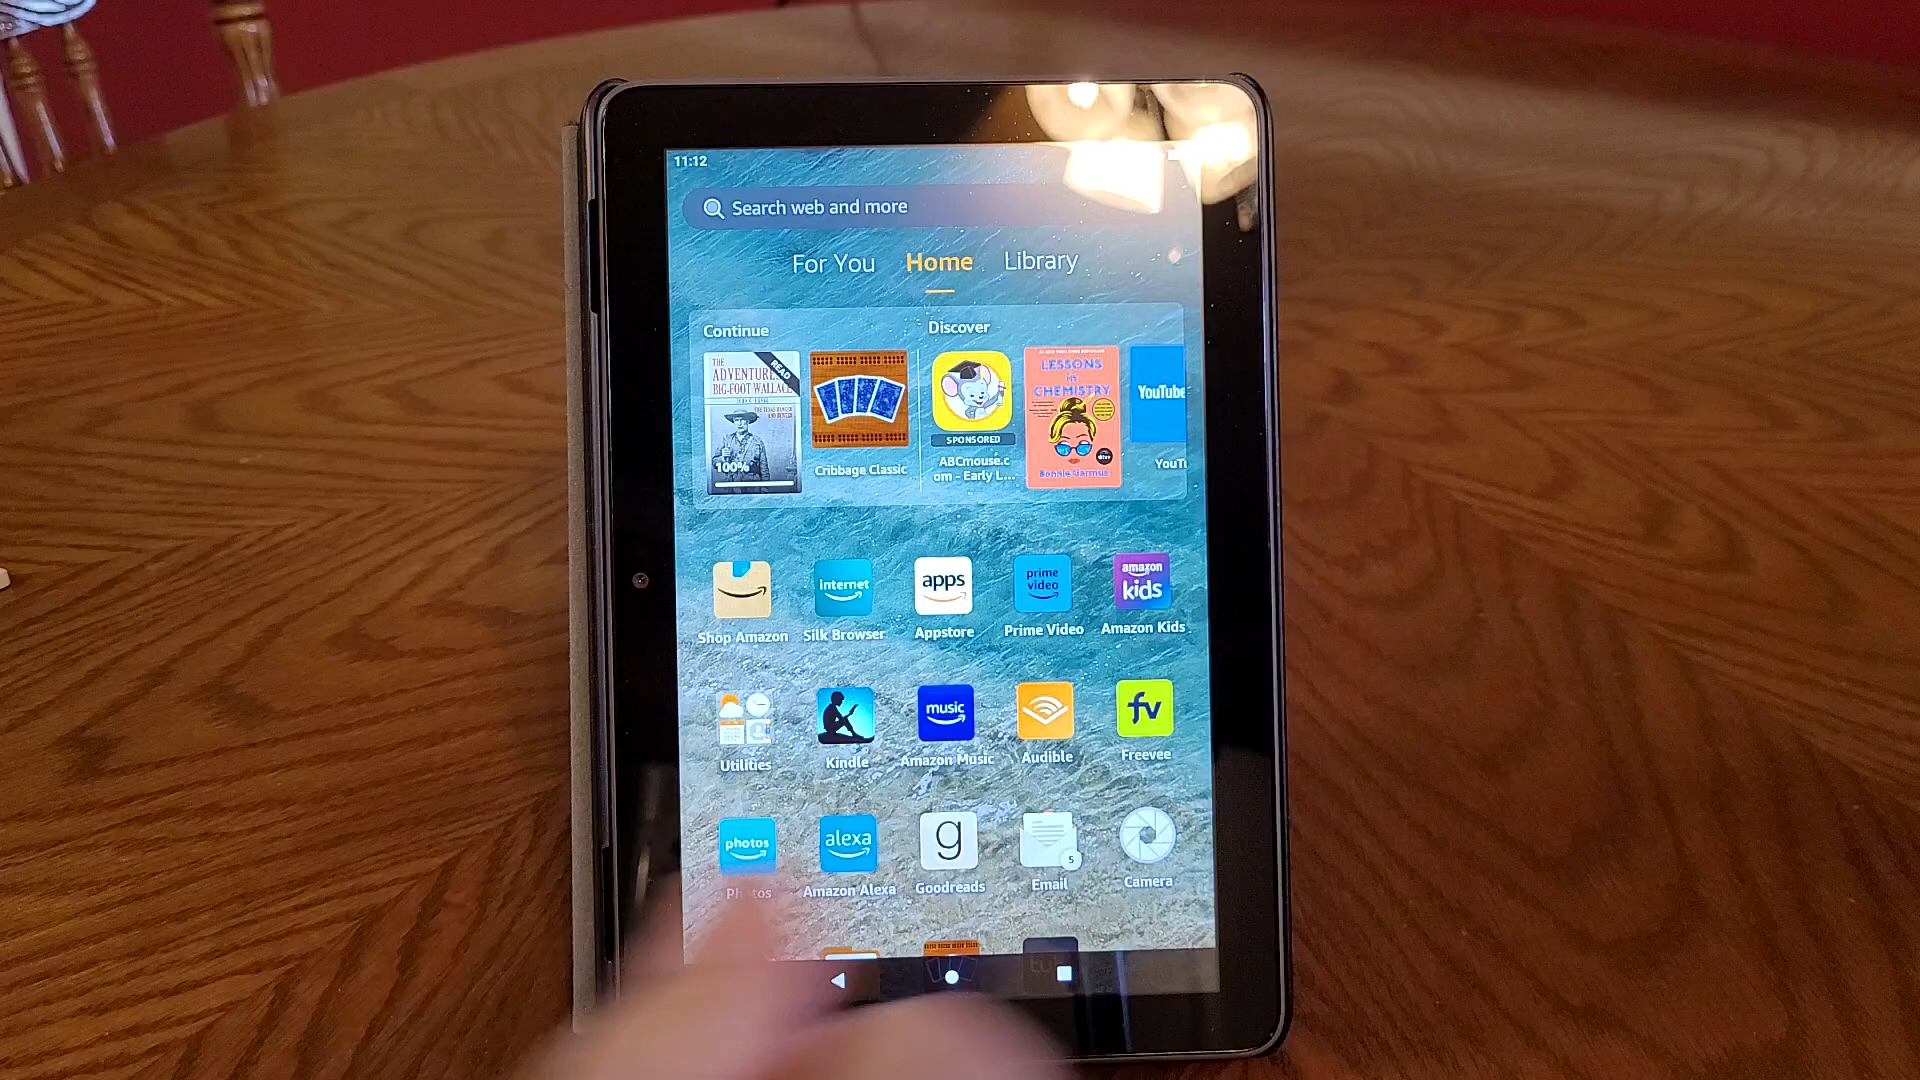 11:12
Search web and more
For You Home Library
Continue
Discover
THE
READ
BIG-FOOT WALLACE
100%
Cribbage Classic
SPONSORED
ABCmouse.c
om - Early L...
LESSONS
in
CHEMISTRY
Bonnie Garmus
YouTube
YouT
amazon
kids
internet
apps
prime
video
Shop Amazon
Silk Browser
Appstore
Prime Video
Amazon Kids
music
fv
Utilities
Kindle
Amazon Music
Audible
Freevee
photos
alexa
g
5
Photos
Amazon Alexa
Goodreads
Email
Camera